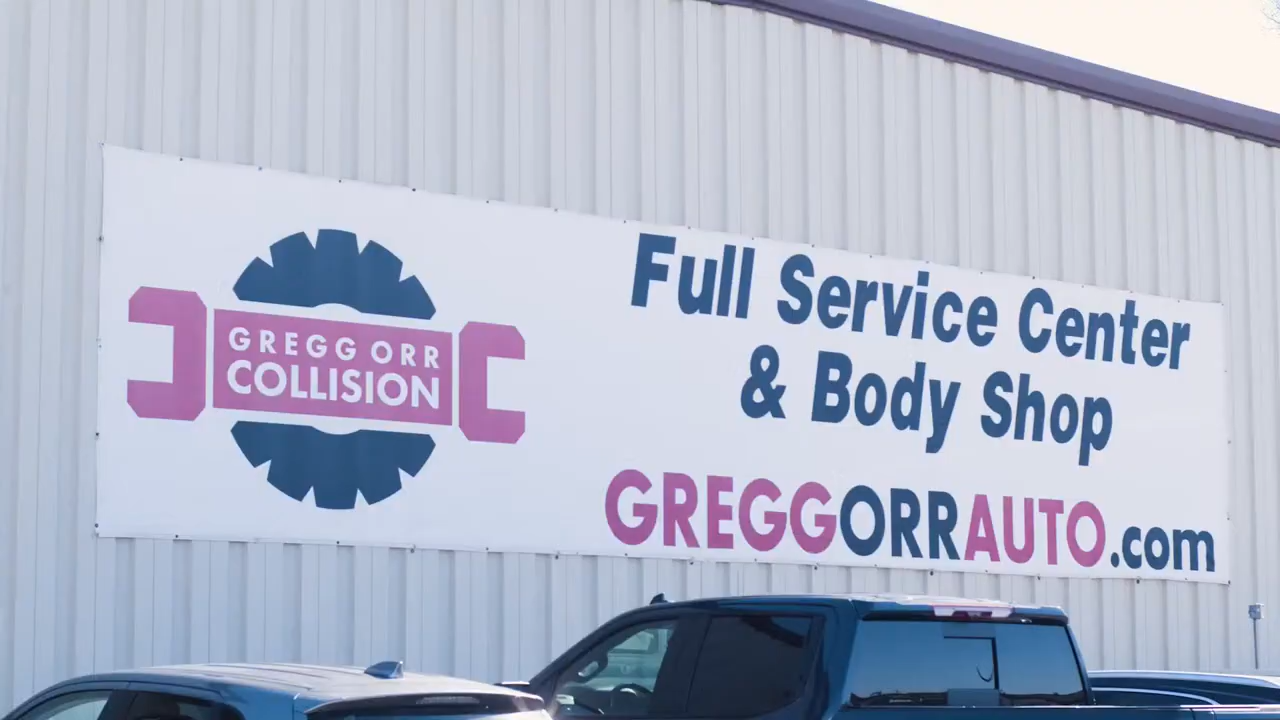 GREGG ORR
COLLISION
Full Service Center
& Body Shop
GREGGORRAUTO.com